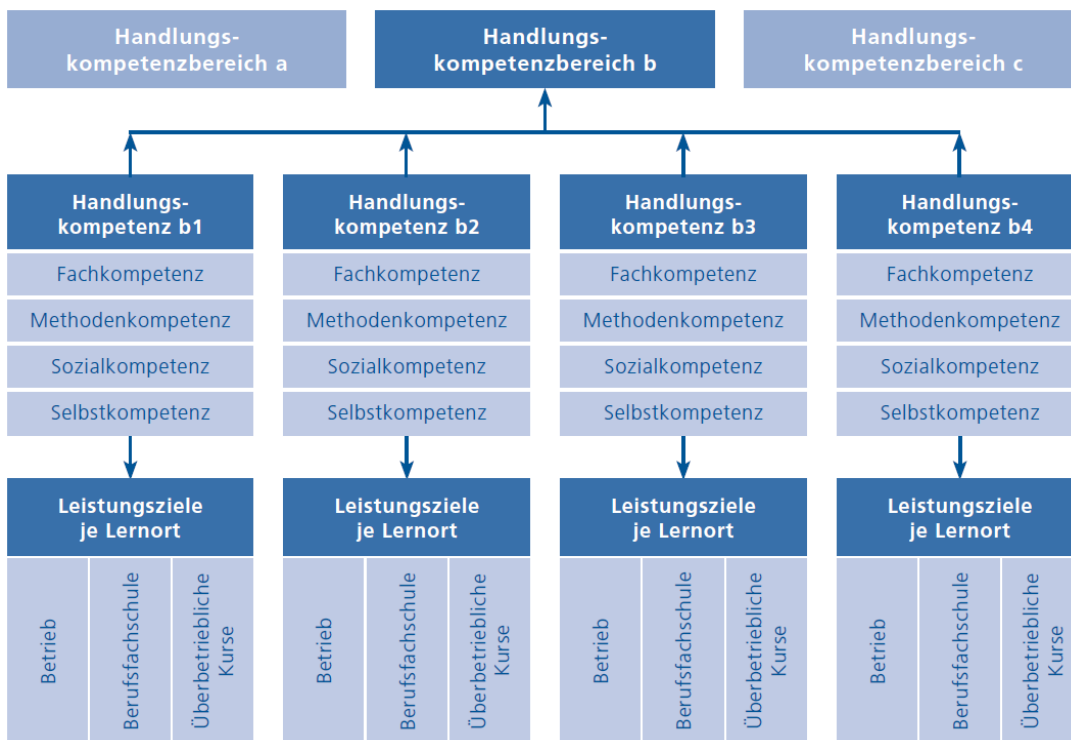 Handlungs-
kompetenzbereich a
Handlungs-
kompetenzbereich b
Handlungs-
kompetenzbereich c
Handlungs-
kompetenz b1
Fachkompetenz
Methodenkompetenz
Sozialkompetenz
Selbstkompetenz
Leistungsziele
je Lernort
Betrieb
Berufsfachschule
Überbetriebliche
Kurse
Handlungs-
kompetenz b2
Fachkompetenz
Methodenkompetenz
Sozialkompetenz
Selbstkompetenz
Leistungsziele
je Lernort
Betrieb
Berufsfachschule
Überbetriebliche
Kurse
Handlungs-
kompetenz b3
Fachkompetenz
Methodenkompetenz
Sozialkompetenz
Selbstkompetenz
Leistungsziele
je Lernort
Betrieb
Berufsfachschule
Überbetriebliche
Kurse
Handlungs-
kompetenz b4
Fachkompetenz
Methodenkompetenz
Sozialkompetenz
Selbstkompetenz
Leistungsziele
je Lernort
Betrieb
Berufsfachschule
Überbetriebliche
Kurse